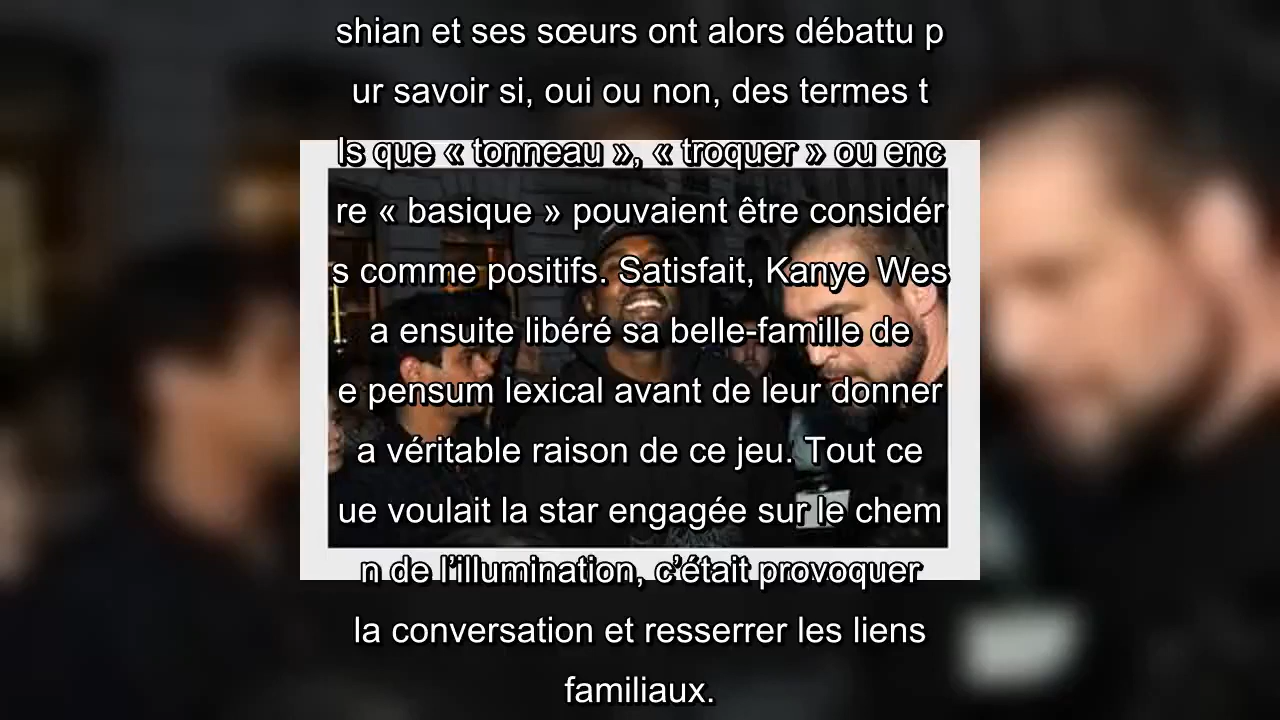 shian et ses sœurs ont alors débattu p
ur savoir si, oui ou non, des termes t
ls que « tonneau », « troquer » ou enc
re « basique » pouvaient être considér
s comme positifs. Satisfait, Kanye Wes
a ensuite libéré sa belle-famille de
e pensum lexical avant de leur donner
a véritable raison de ce jeu. Tout ce
ue voulait la star engagée sur le chem
n de l’illumination, c’était provoquer
la conversation et resserrer les liens
familiaux.